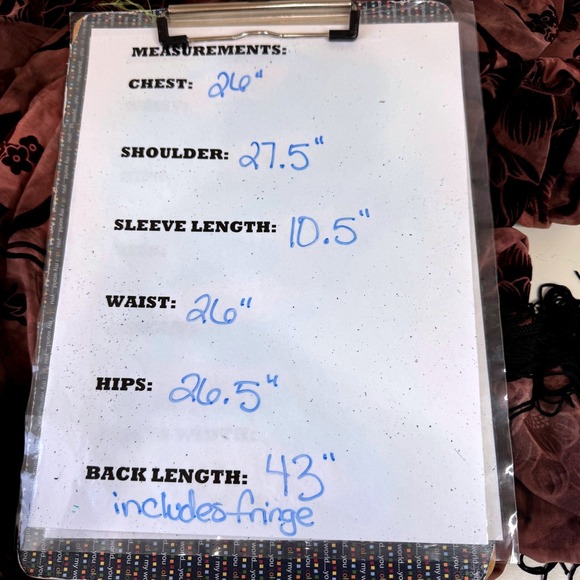 MEASUREMENTS:
CHEST: 26"
SHOULDER: 27.5"
SLEEVE LENGTH: 10.5"
WAIST: 26"
HIPS: 26.5"
BACK LENGTH: 43"
includes fringe